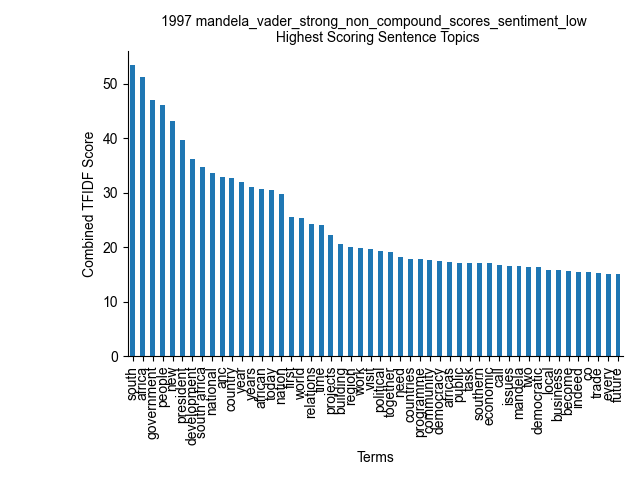 1997 mandela_vader_strong_non_compound_scores_sentiment_low
Highest Scoring Sentence Topics
Combined TFIDF Score
50
40
30
20
10
0
south
africa
government
people
new
president
development
south africa
national
anc
country
year
years
african
today
nation
first
world
relations
time
projects
building
region
work
visit
political
together
need
countries
programme
community
democracy
africas
public
task
southern
economic
call
issues
mandela
two
democratic
local
business
become
indeed
co
trade
every
future
Terms